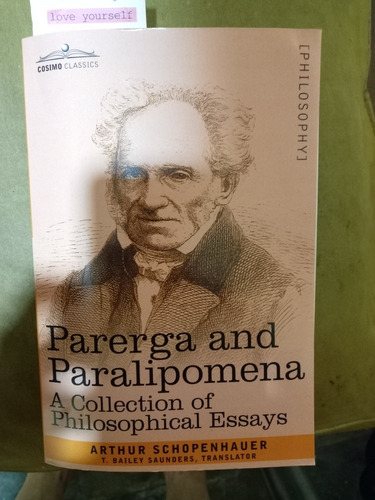 love yourself
COSIMO CLASSICS
[PHILOSOPHY]
Parerga and
Paralipomena
A Collection of
Philosophical Essays
ARTHUR SCHOPENHAUER
T. BAILEY SAUNDERS, TRANSLATOR